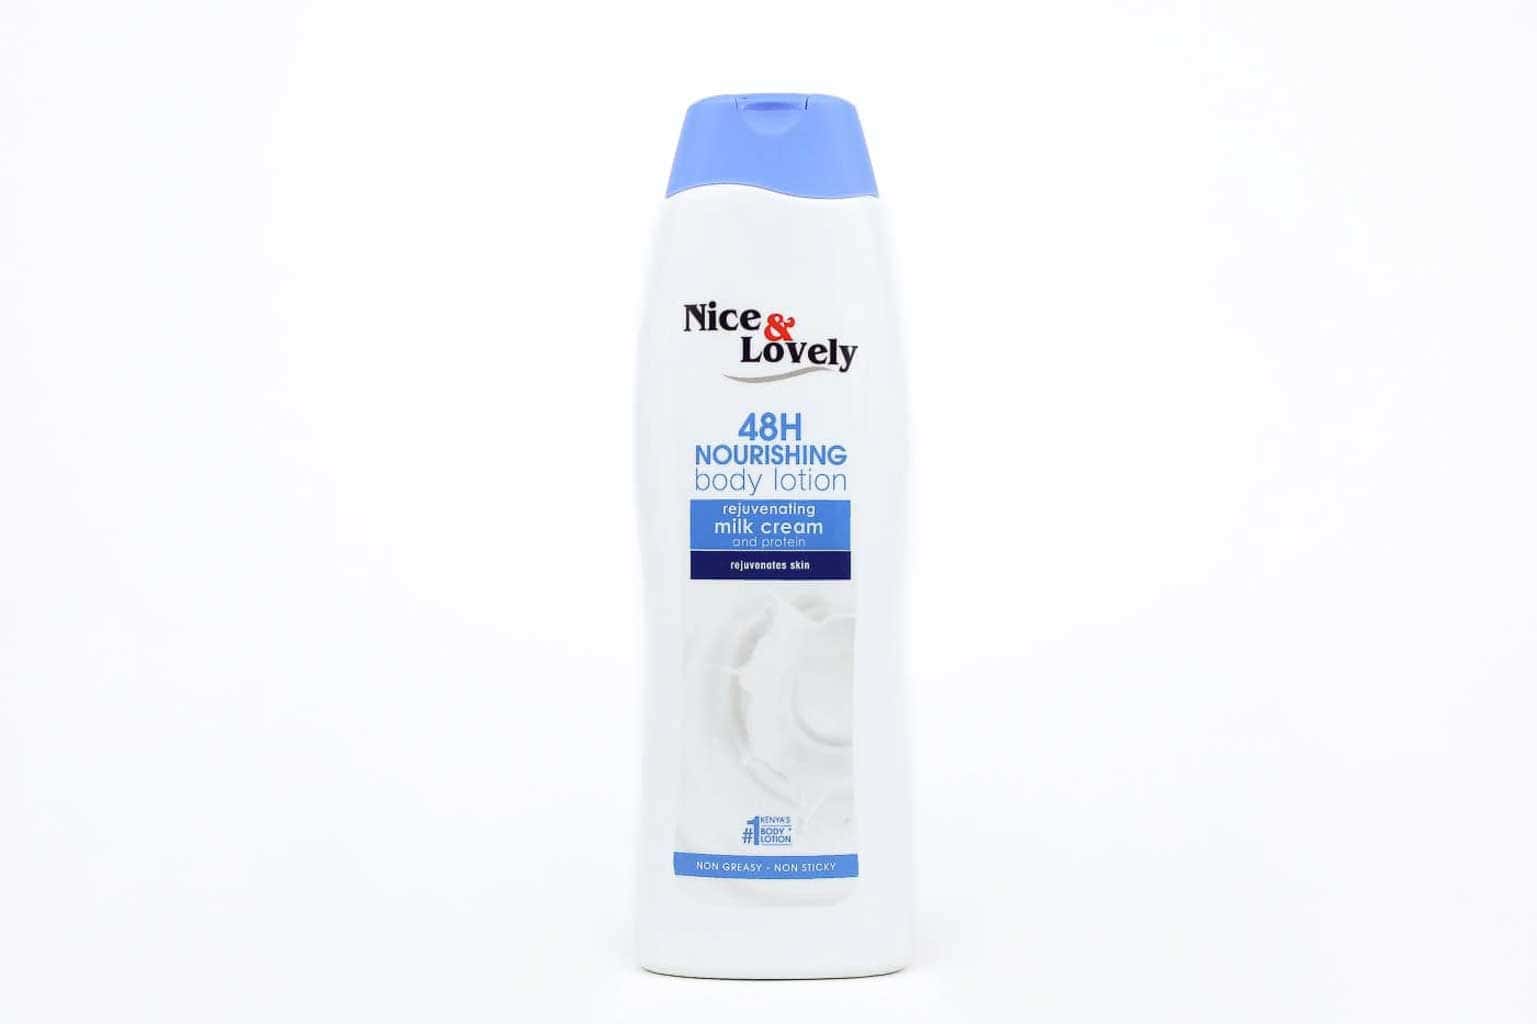 Nice &
Lovely
48H
NOURISHING
body lotion
rejuvenating
milk cream
and protein
rejuvenates skin
#1 KENYA'S
BODY
LOTION
NON GREASY - NON STICKY